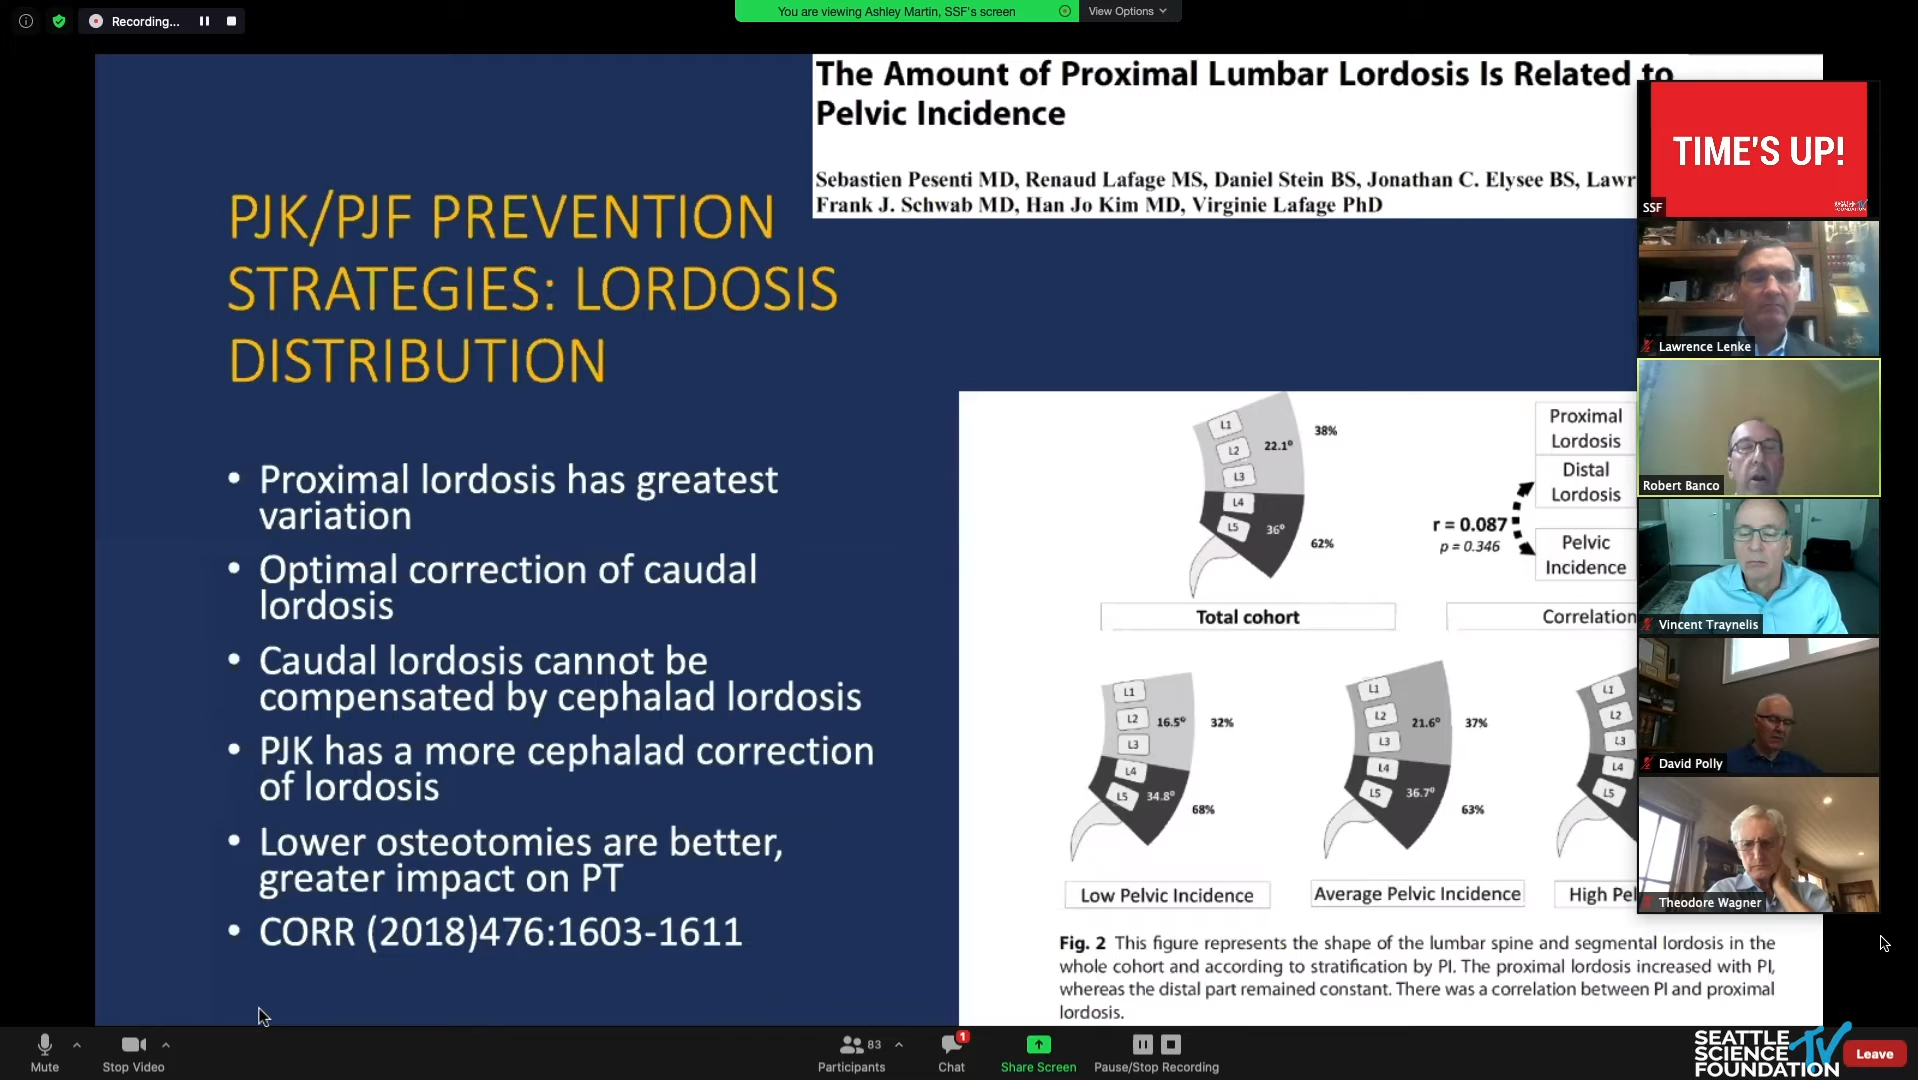 Recording...
You are viewing Ashley Martin, SSF's screen
View Options
The Amount of Proximal Lumbar Lordosis Is Related to
Pelvic Incidence
Sebastien Pesenti MD, Renaud Lafage MS, Daniel Stein BS, Jonathan C. Elysee BS, Lawr
Frank J. Schwab MD, Han Jo Kim MD, Virginie Lafage PhD
PJK/PJF PREVENTION
STRATEGIES: LORDOSIS
DISTRIBUTION
• Proximal lordosis has greatest
variation
• Optimal correction of caudal
lordosis
• Caudal lordosis cannot be
compensated by cephalad lordosis
• PJK has a more cephalad correction
of lordosis
• Lower osteotomies are better,
greater impact on PT
• CORR (2018)476:1603-1611
L1
L2
L3
L4
L5
22.1°
38%
36°
62%
Total cohort
Proximal
Lordosis
Distal
Lordosis
r = 0.087
p = 0.346
Pelvic
Incidence
Correlation
L1
L2
L3
L4
L5
16.5°
32%
34.8°
68%
Low Pelvic Incidence
L1
L2
L3
L4
L5
21.6°
37%
36.7°
63%
Average Pelvic Incidence
L1
L2
L3
L4
L5
High Pel
Fig. 2 This figure represents the shape of the lumbar spine and segmental lordosis in the
whole cohort and according to stratification by PI. The proximal lordosis increased with PI,
whereas the distal part remained constant. There was a correlation between PI and proximal
lordosis.
TIME'S UP!
SSF
Lawrence Lenke
Robert Banco
Vincent Traynelis
David Polly
Theodore Wagner
Mute
Stop Video
Participants
83
Chat
1
Share Screen
Pause/Stop Recording
SEATTLE
SCIENCE
FOUNDATION
TV
Leave